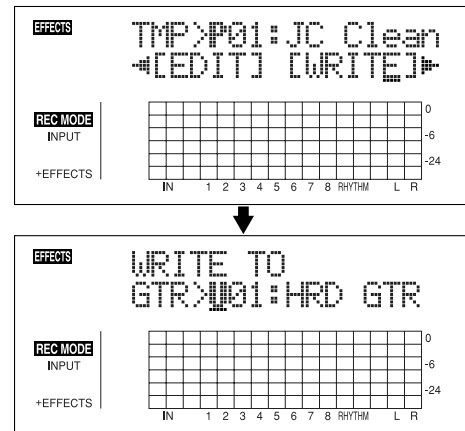 EFFECTS
TMP>P01:JC Clean
[EDIT] [WRITE]
REC MODE
INPUT
+EFFECTS
0
-6
-24
IN 1 2 3 4 5 6 7 8 RHYTHM L R
EFFECTS
WRITE TO
GTR>U01:HRD GTR
REC MODE
INPUT
+EFFECTS
0
-6
-24
IN 1 2 3 4 5 6 7 8 RHYTHM L R